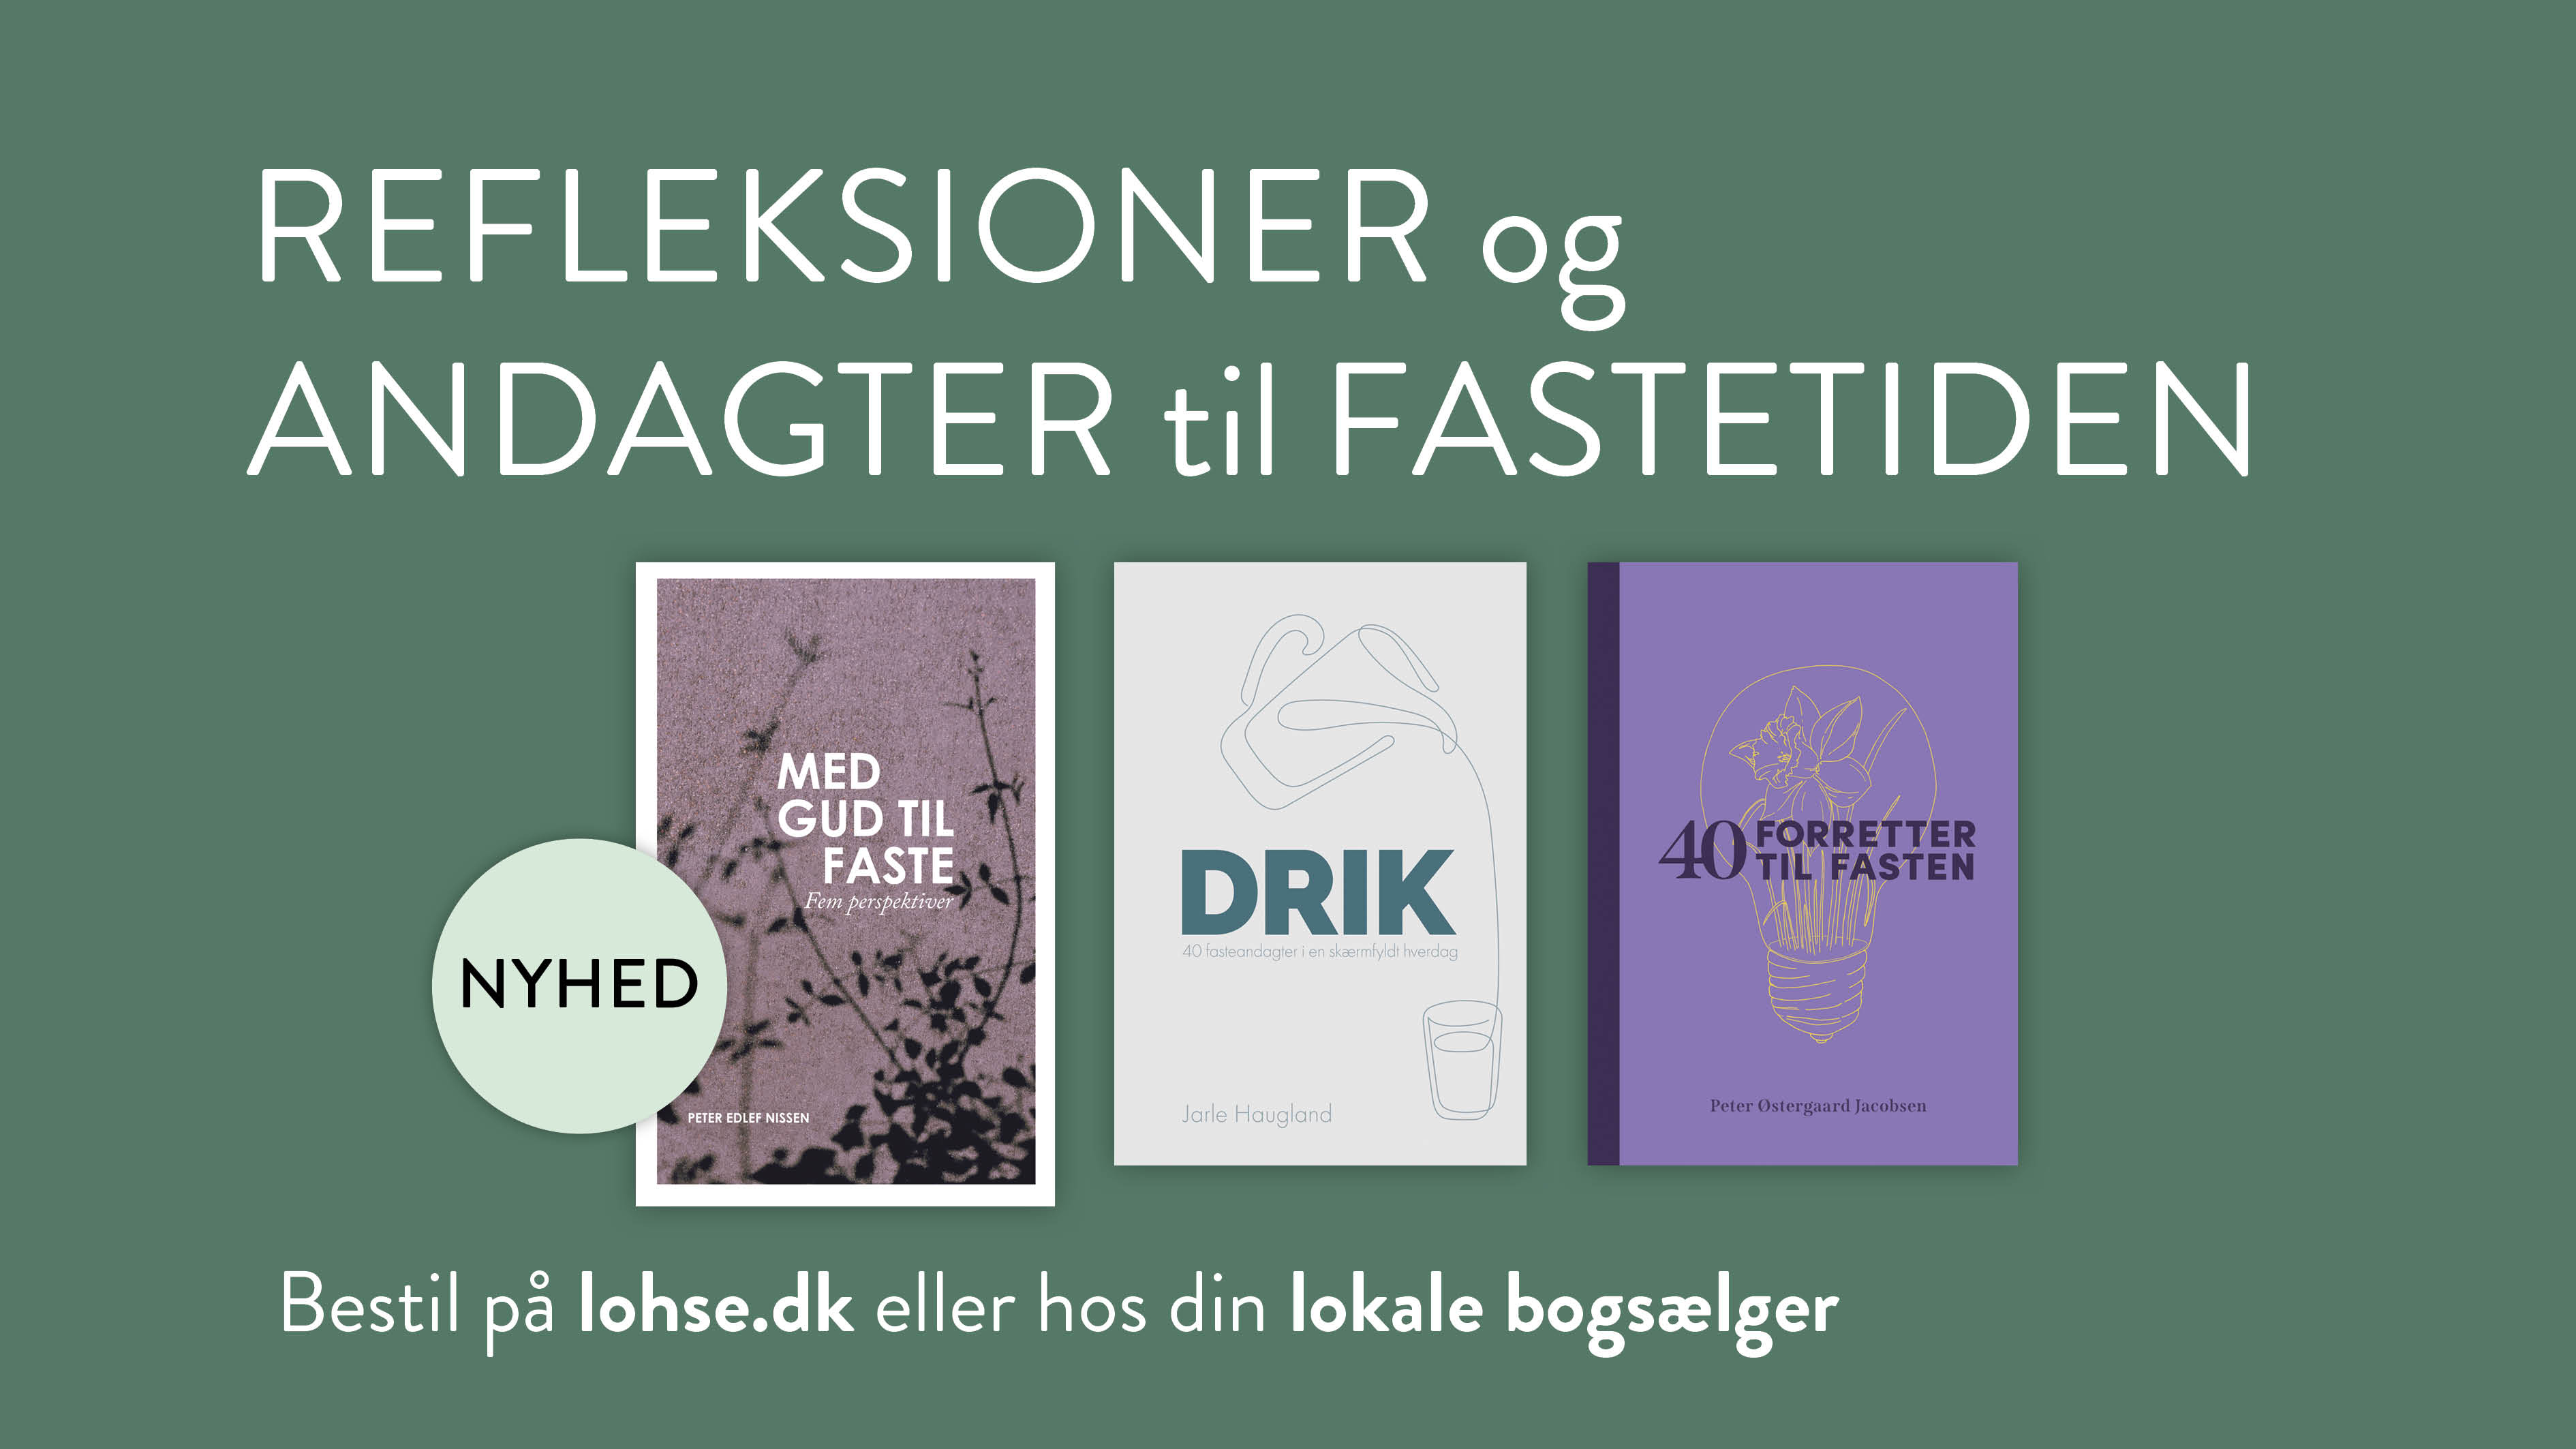 REFLEKSIONER og
ANDAGTER til FASTETIDEN
NYHED
MED
GUD TIL
FASTE
Fem perspektiver
PETER EDLEF NISSEN
DRIK
40 fasteandagter i en skærmfyldt hverdag
Jarle Haugland
40 FORRETTER
TIL FASTEN
Peter Østergaard Jacobsen
Bestil på lohse.dk eller hos din lokale bogsælger